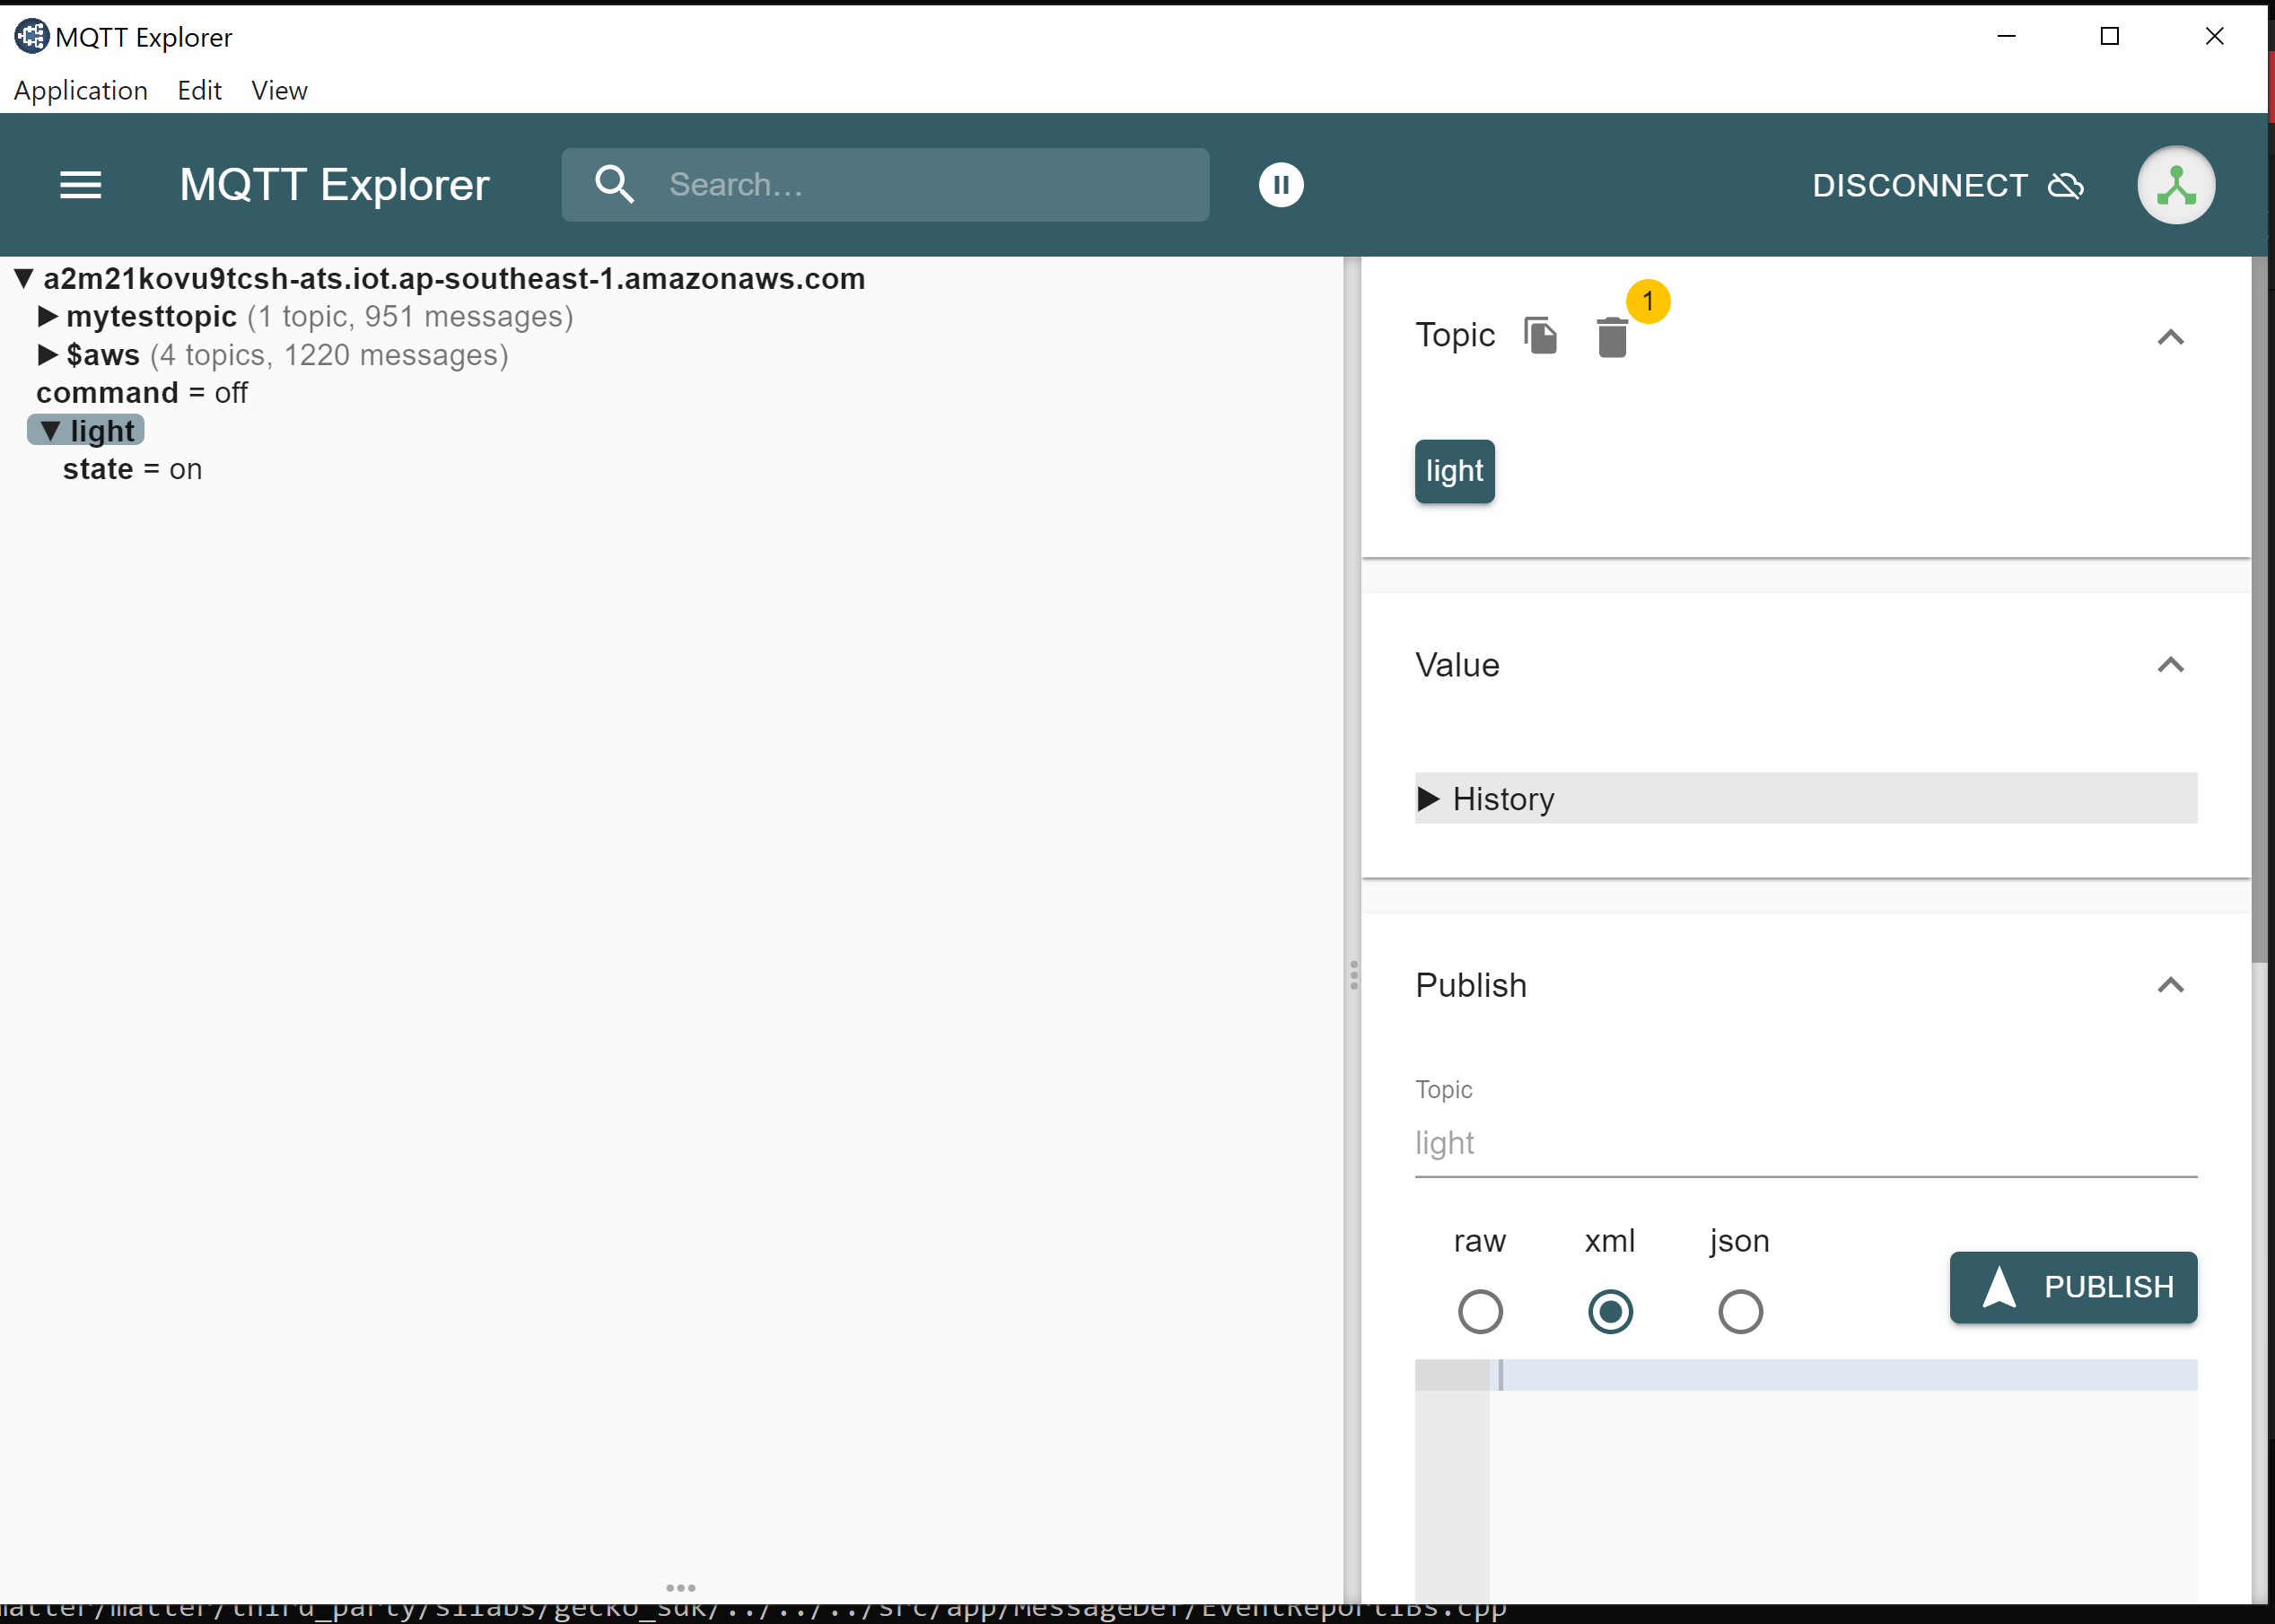 MQTT Explorer
Application Edit View
MQTT Explorer
Search...
DISCONNECT
a2m21kovu9tcsh-ats.iot.ap-southeast-1.amazonaws.com
mytesttopic (1 topic, 951 messages)
$aws (4 topics, 1220 messages)
command = off
light
state = on
Topic
1
light
Value
History
Publish
Topic
light
raw xml json
PUBLISH
matter/matter/third_party/silabs/gecko_sdk/../../../src/app/MessageDef/EventReportIBs.cpp